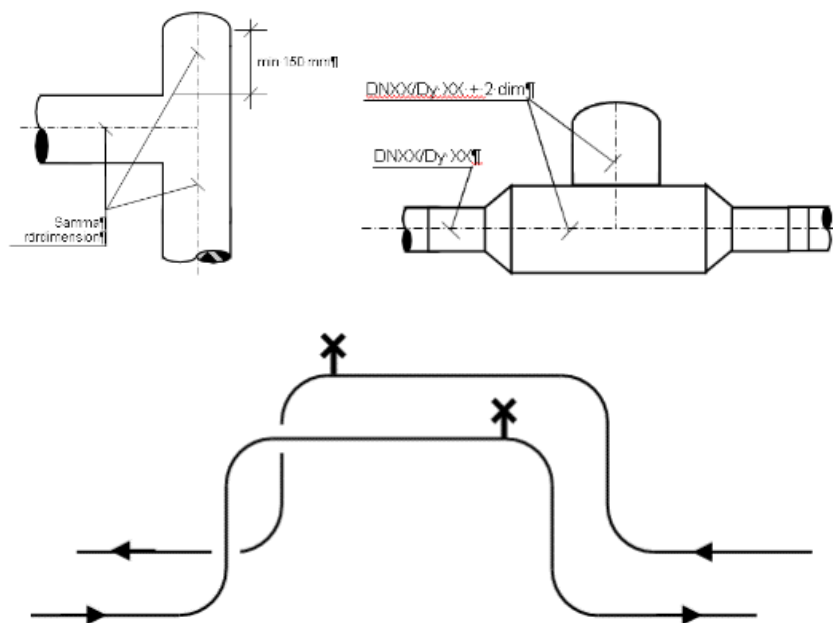 min 150 mm¶
Samma¶
rördimension¶
DNXX/Dy·XX·+·2·dim¶
DNXX/Dy·XX¶